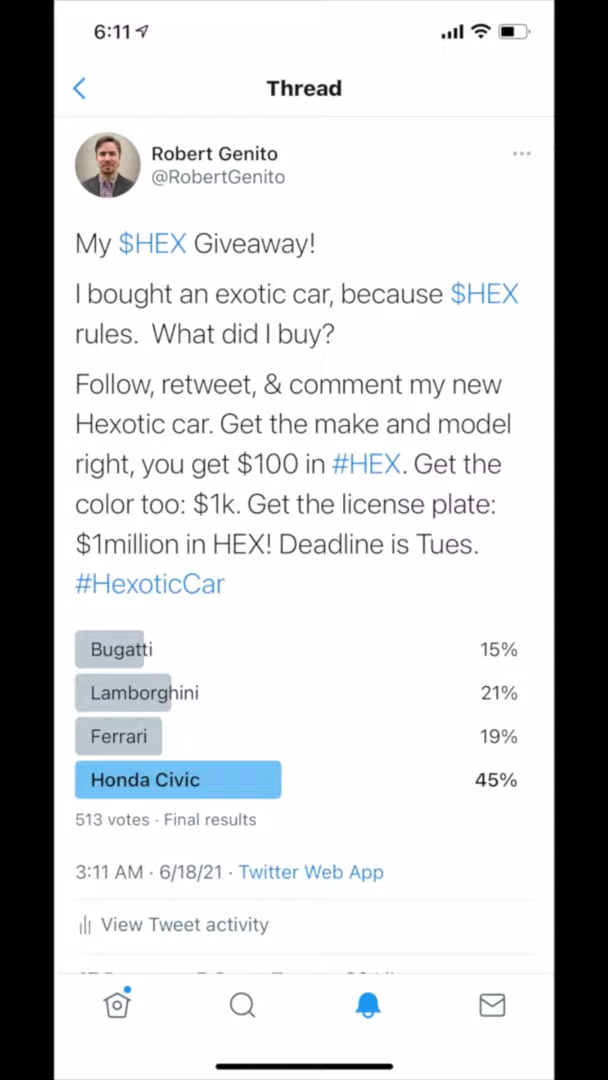 6:11
Thread
Robert Genito
@RobertGenito
My $HEX Giveaway!
I bought an exotic car, because $HEX
rules. What did I buy?
Follow, retweet, & comment my new
Hexotic car. Get the make and model
right, you get $100 in #HEX. Get the
color too: $1k. Get the license plate:
$1million in HEX! Deadline is Tues.
#HexoticCar
Bugatti 15%
Lamborghini 21%
Ferrari 19%
Honda Civic 45%
513 votes · Final results
3:11 AM · 6/18/21 · Twitter Web App
View Tweet activity